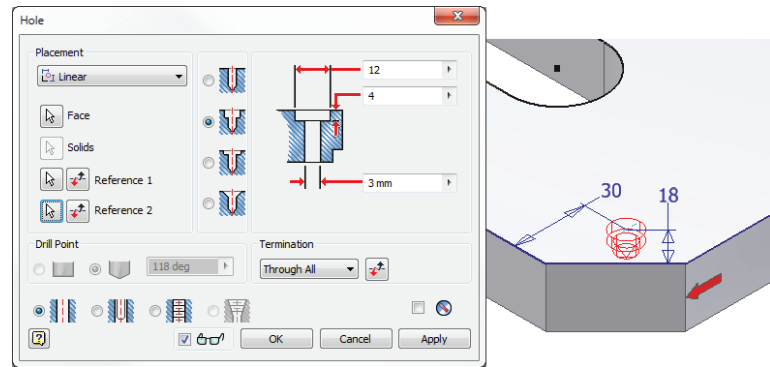 Hole
Placement
Linear
Face
Solids
Reference 1
Reference 2
12
4
3 mm
Drill Point
118 deg
Termination
Through All
OK
Cancel
Apply
30
18